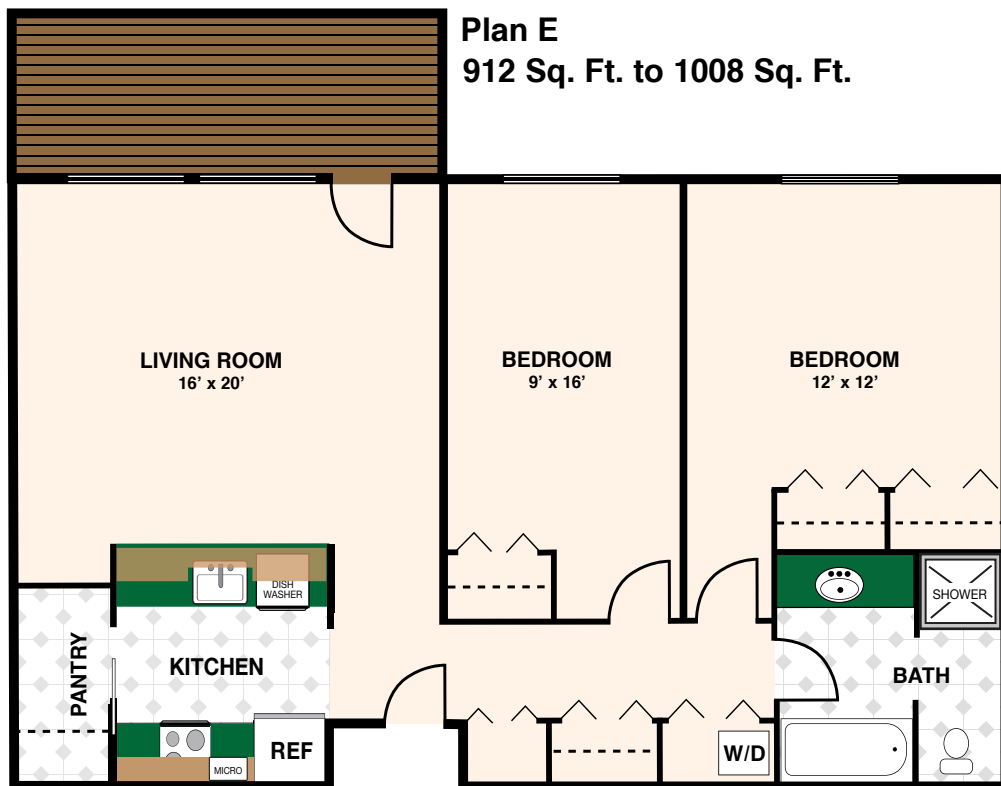 Plan E
912 Sq. Ft. to 1008 Sq. Ft.
LIVING ROOM
16’ x 20’
BEDROOM
9’ x 16’
BEDROOM
12’ x 12’
DISH
WASHER
SHOWER
PANTRY
KITCHEN
BATH
REF
MICRO
W/D